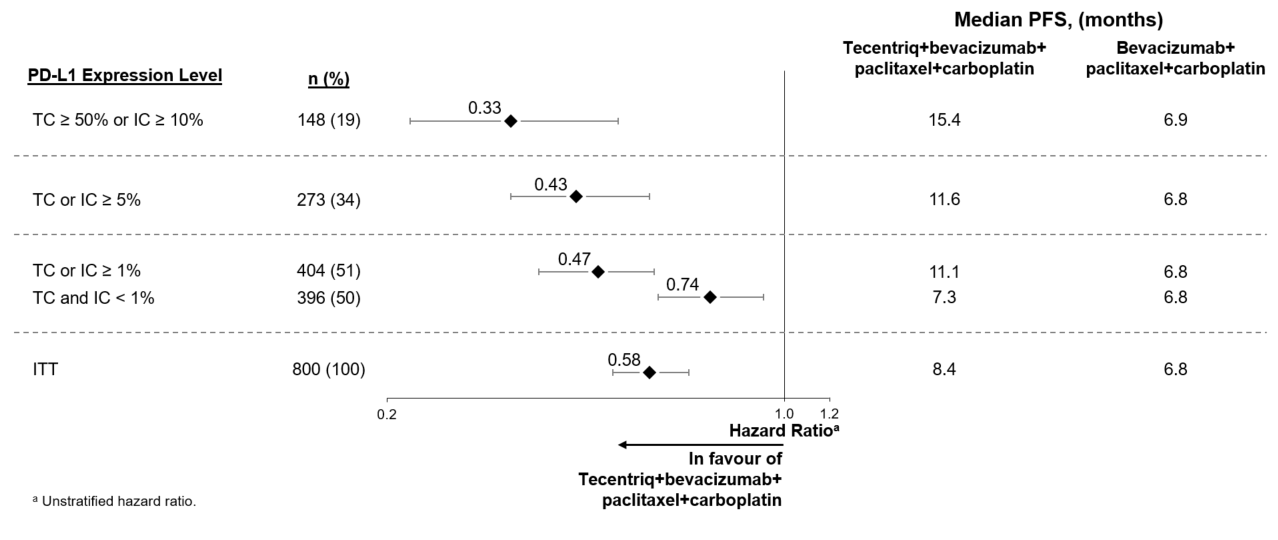 Median PFS, (months)
Tecentriq+bevacizumab+ Bevacizumab+
paclitaxel+carboplatin paclitaxel+carboplatin
PD-L1 Expression Level n (%)
0.33
TC ≥ 50% or IC ≥ 10% 148 (19) 15.4 6.9
0.43
TC or IC ≥ 5% 273 (34) 11.6 6.8
0.47
TC or IC ≥ 1% 404 (51) 11.1 6.8
0.74
TC and IC < 1% 396 (50) 7.3 6.8
0.58
ITT 800 (100) 8.4 6.8
0.2 1.0 1.2
Hazard Ratioᵃ
In favour of
Tecentriq+bevacizumab+
paclitaxel+carboplatin
ᵃ Unstratified hazard ratio.